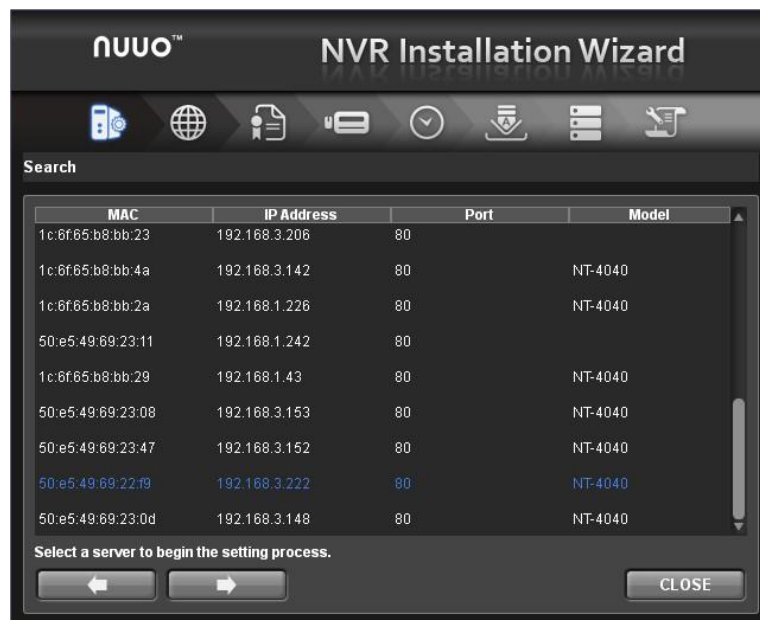 nuuo™ NVR Installation Wizard
Search
MAC IP Address Port Model
1c:6f:65:b8:bb:23 192.168.3.206 80
1c:6f:65:b8:bb:4a 192.168.3.142 80 NT-4040
1c:6f:65:b8:bb:2a 192.168.1.226 80 NT-4040
50:e5:49:69:23:11 192.168.1.242 80
1c:6f:65:b8:bb:29 192.168.1.43 80 NT-4040
50:e5:49:69:23:08 192.168.3.153 80 NT-4040
50:e5:49:69:23:47 192.168.3.152 80 NT-4040
50:e5:49:69:22:f9 192.168.3.222 80 NT-4040
50:e5:49:69:23:0d 192.168.3.148 80 NT-4040
Select a server to begin the setting process.
CLOSE